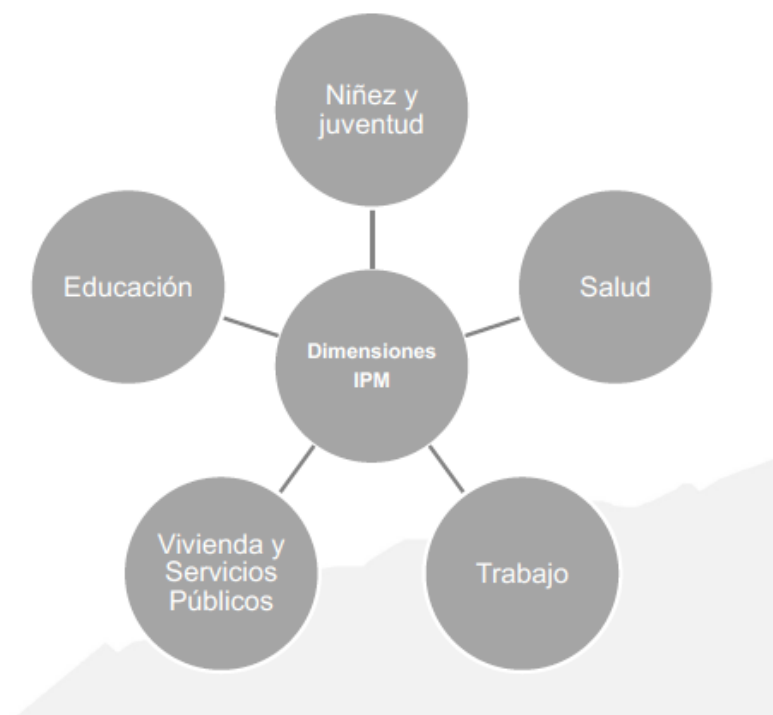 Niñez y
juventud
Educación
Salud
Dimensiones
IPM
Vivienda y
Servicios
Públicos
Trabajo